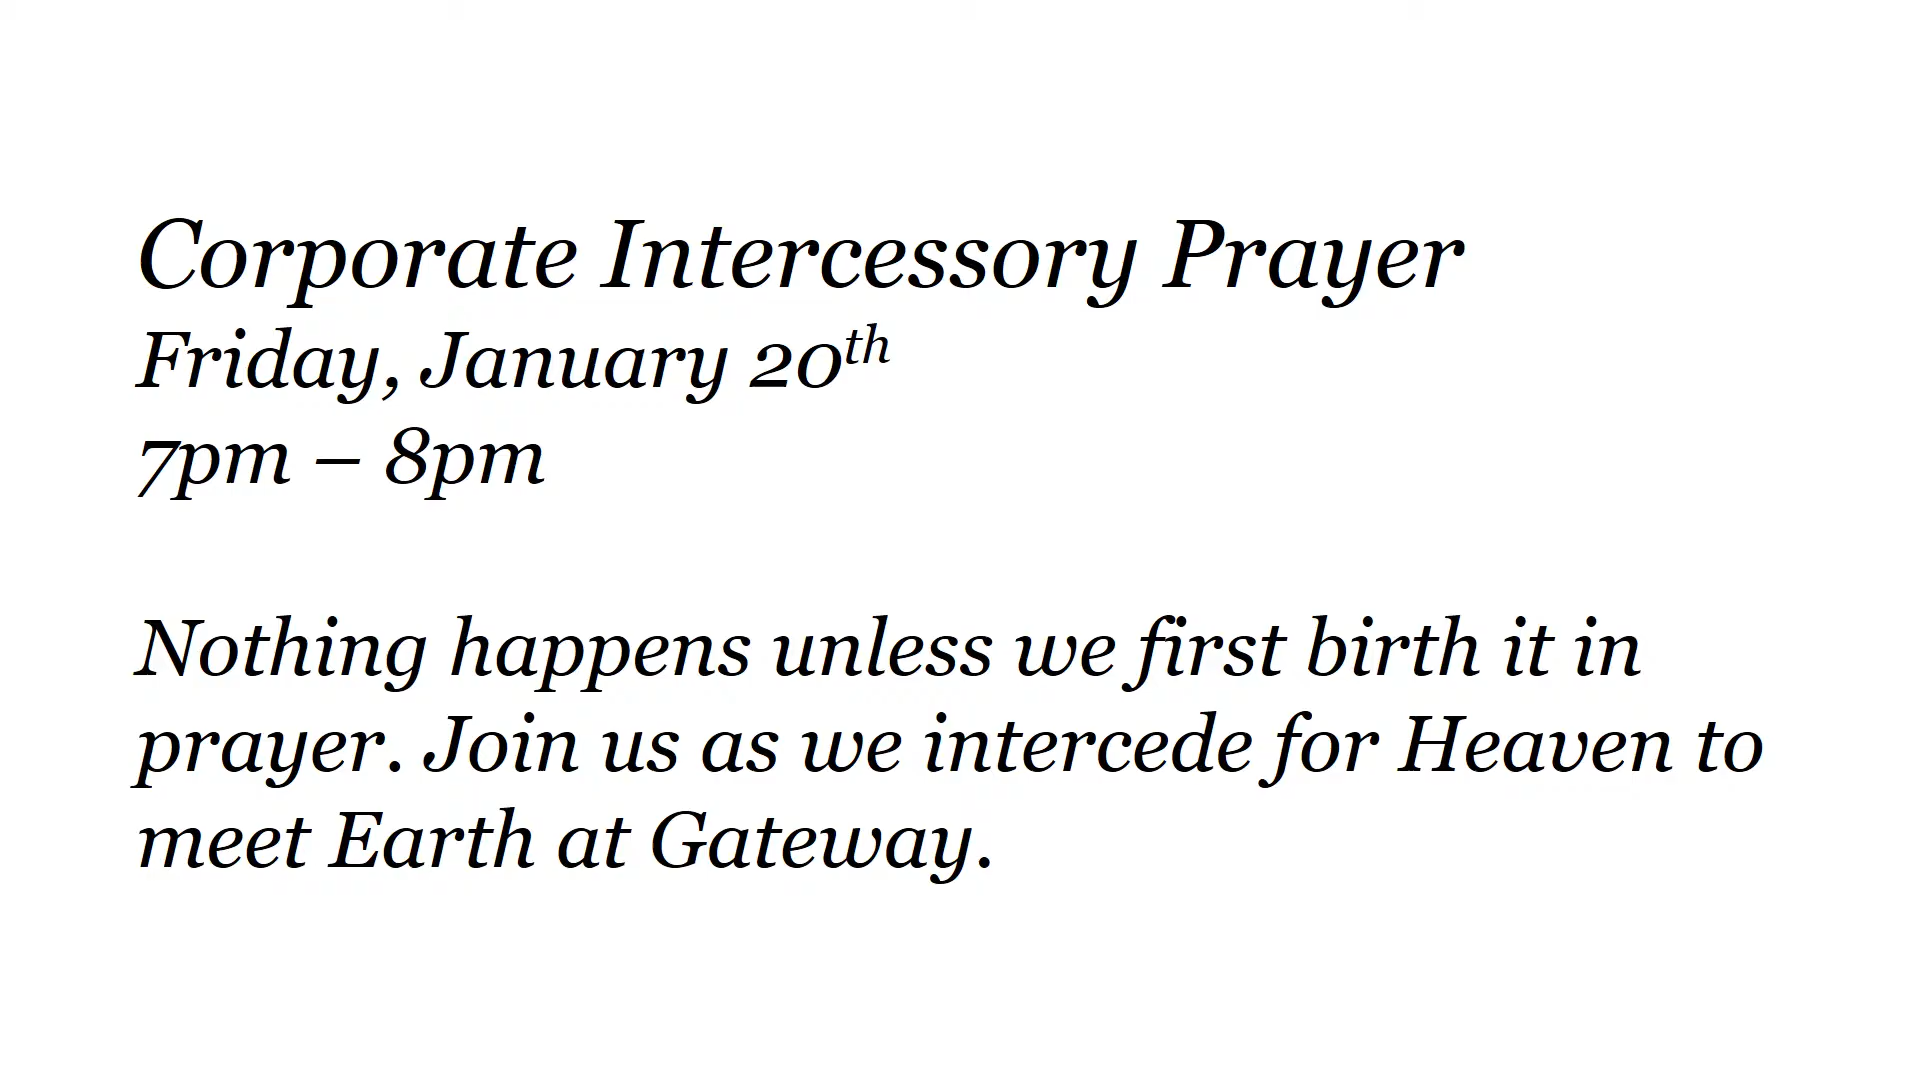 Corporate Intercessory Prayer
Friday, January 20th
7pm – 8pm
Nothing happens unless we first birth it in
prayer. Join us as we intercede for Heaven to
meet Earth at Gateway.